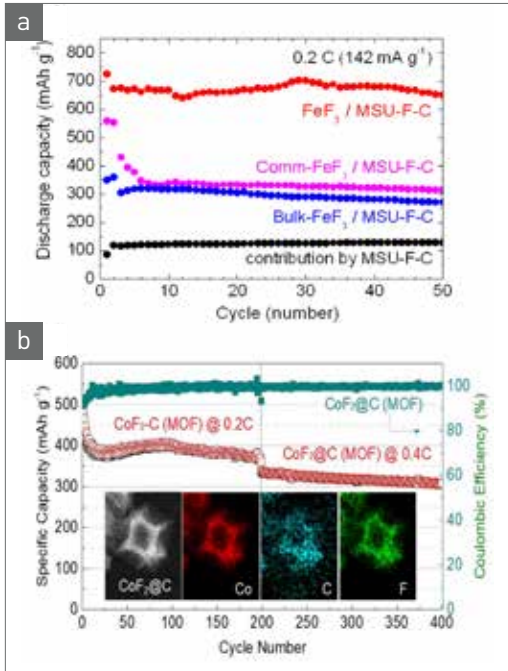 a
800
700
600
500
400
300
200
100
0
Discharge capacity (mAh g⁻¹)
0.2 C (142 mA g⁻¹)
FeF₃ / MSU-F-C
Comm-FeF₃ / MSU-F-C
Bulk-FeF₃ / MSU-F-C
contribution by MSU-F-C
0 10 20 30 40 50
Cycle (number)
b
600
500
400
300
200
100
0
Specific Capacity (mAh g⁻¹)
CoF₂@C (MOF)
CoF₂-C (MOF) @ 0.2C
CoF₂@C (MOF) @ 0.4C
CoF₂@C Co C F
100
80
60
40
20
0
Coulombic Efficiency (%)
0 50 100 150 200 250 300 350 400
Cycle Number